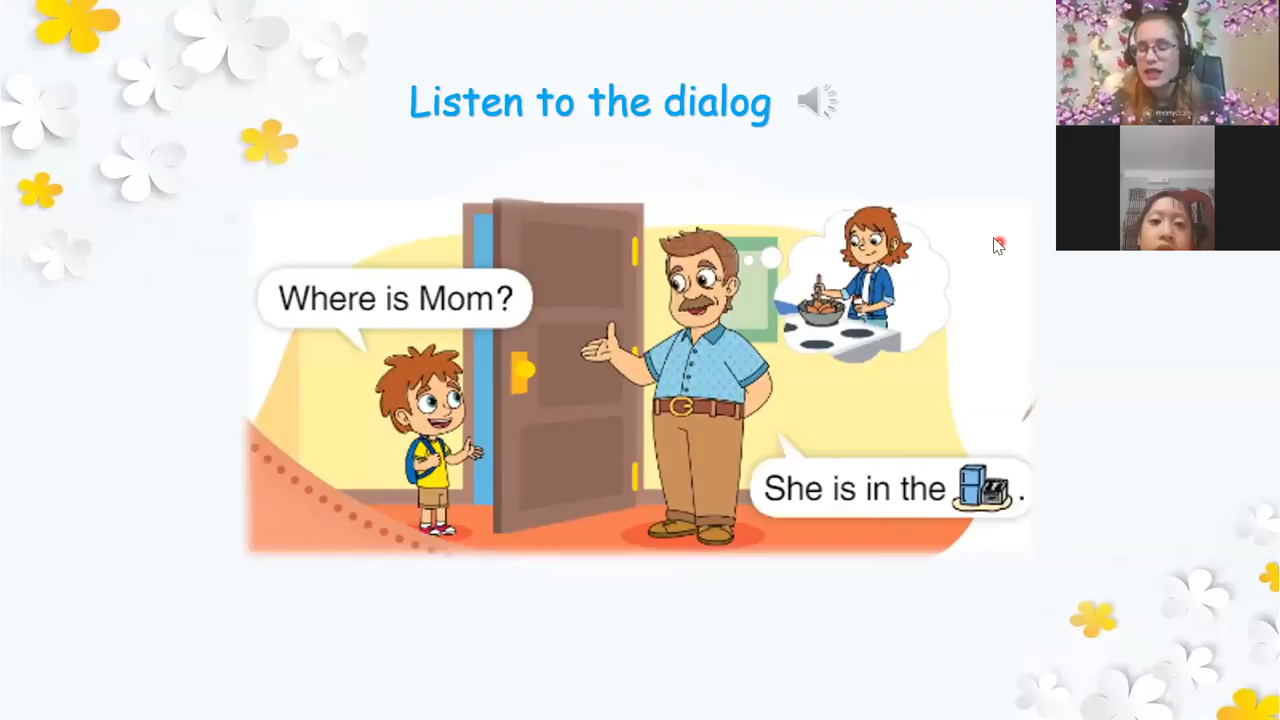 Listen to the dialog
Where is Mom?
She is in the .